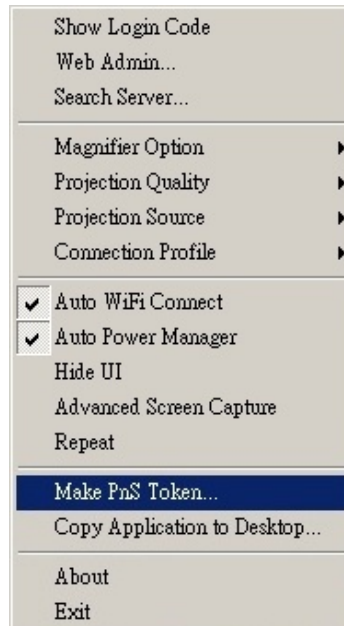 Show Login Code
Web Admin...
Search Server...
Magnifier Option
Projection Quality
Projection Source
Connection Profile
Auto WiFi Connect
Auto Power Manager
Hide UI
Advanced Screen Capture
Repeat
Make PnS Token...
Copy Application to Desktop...
About
Exit